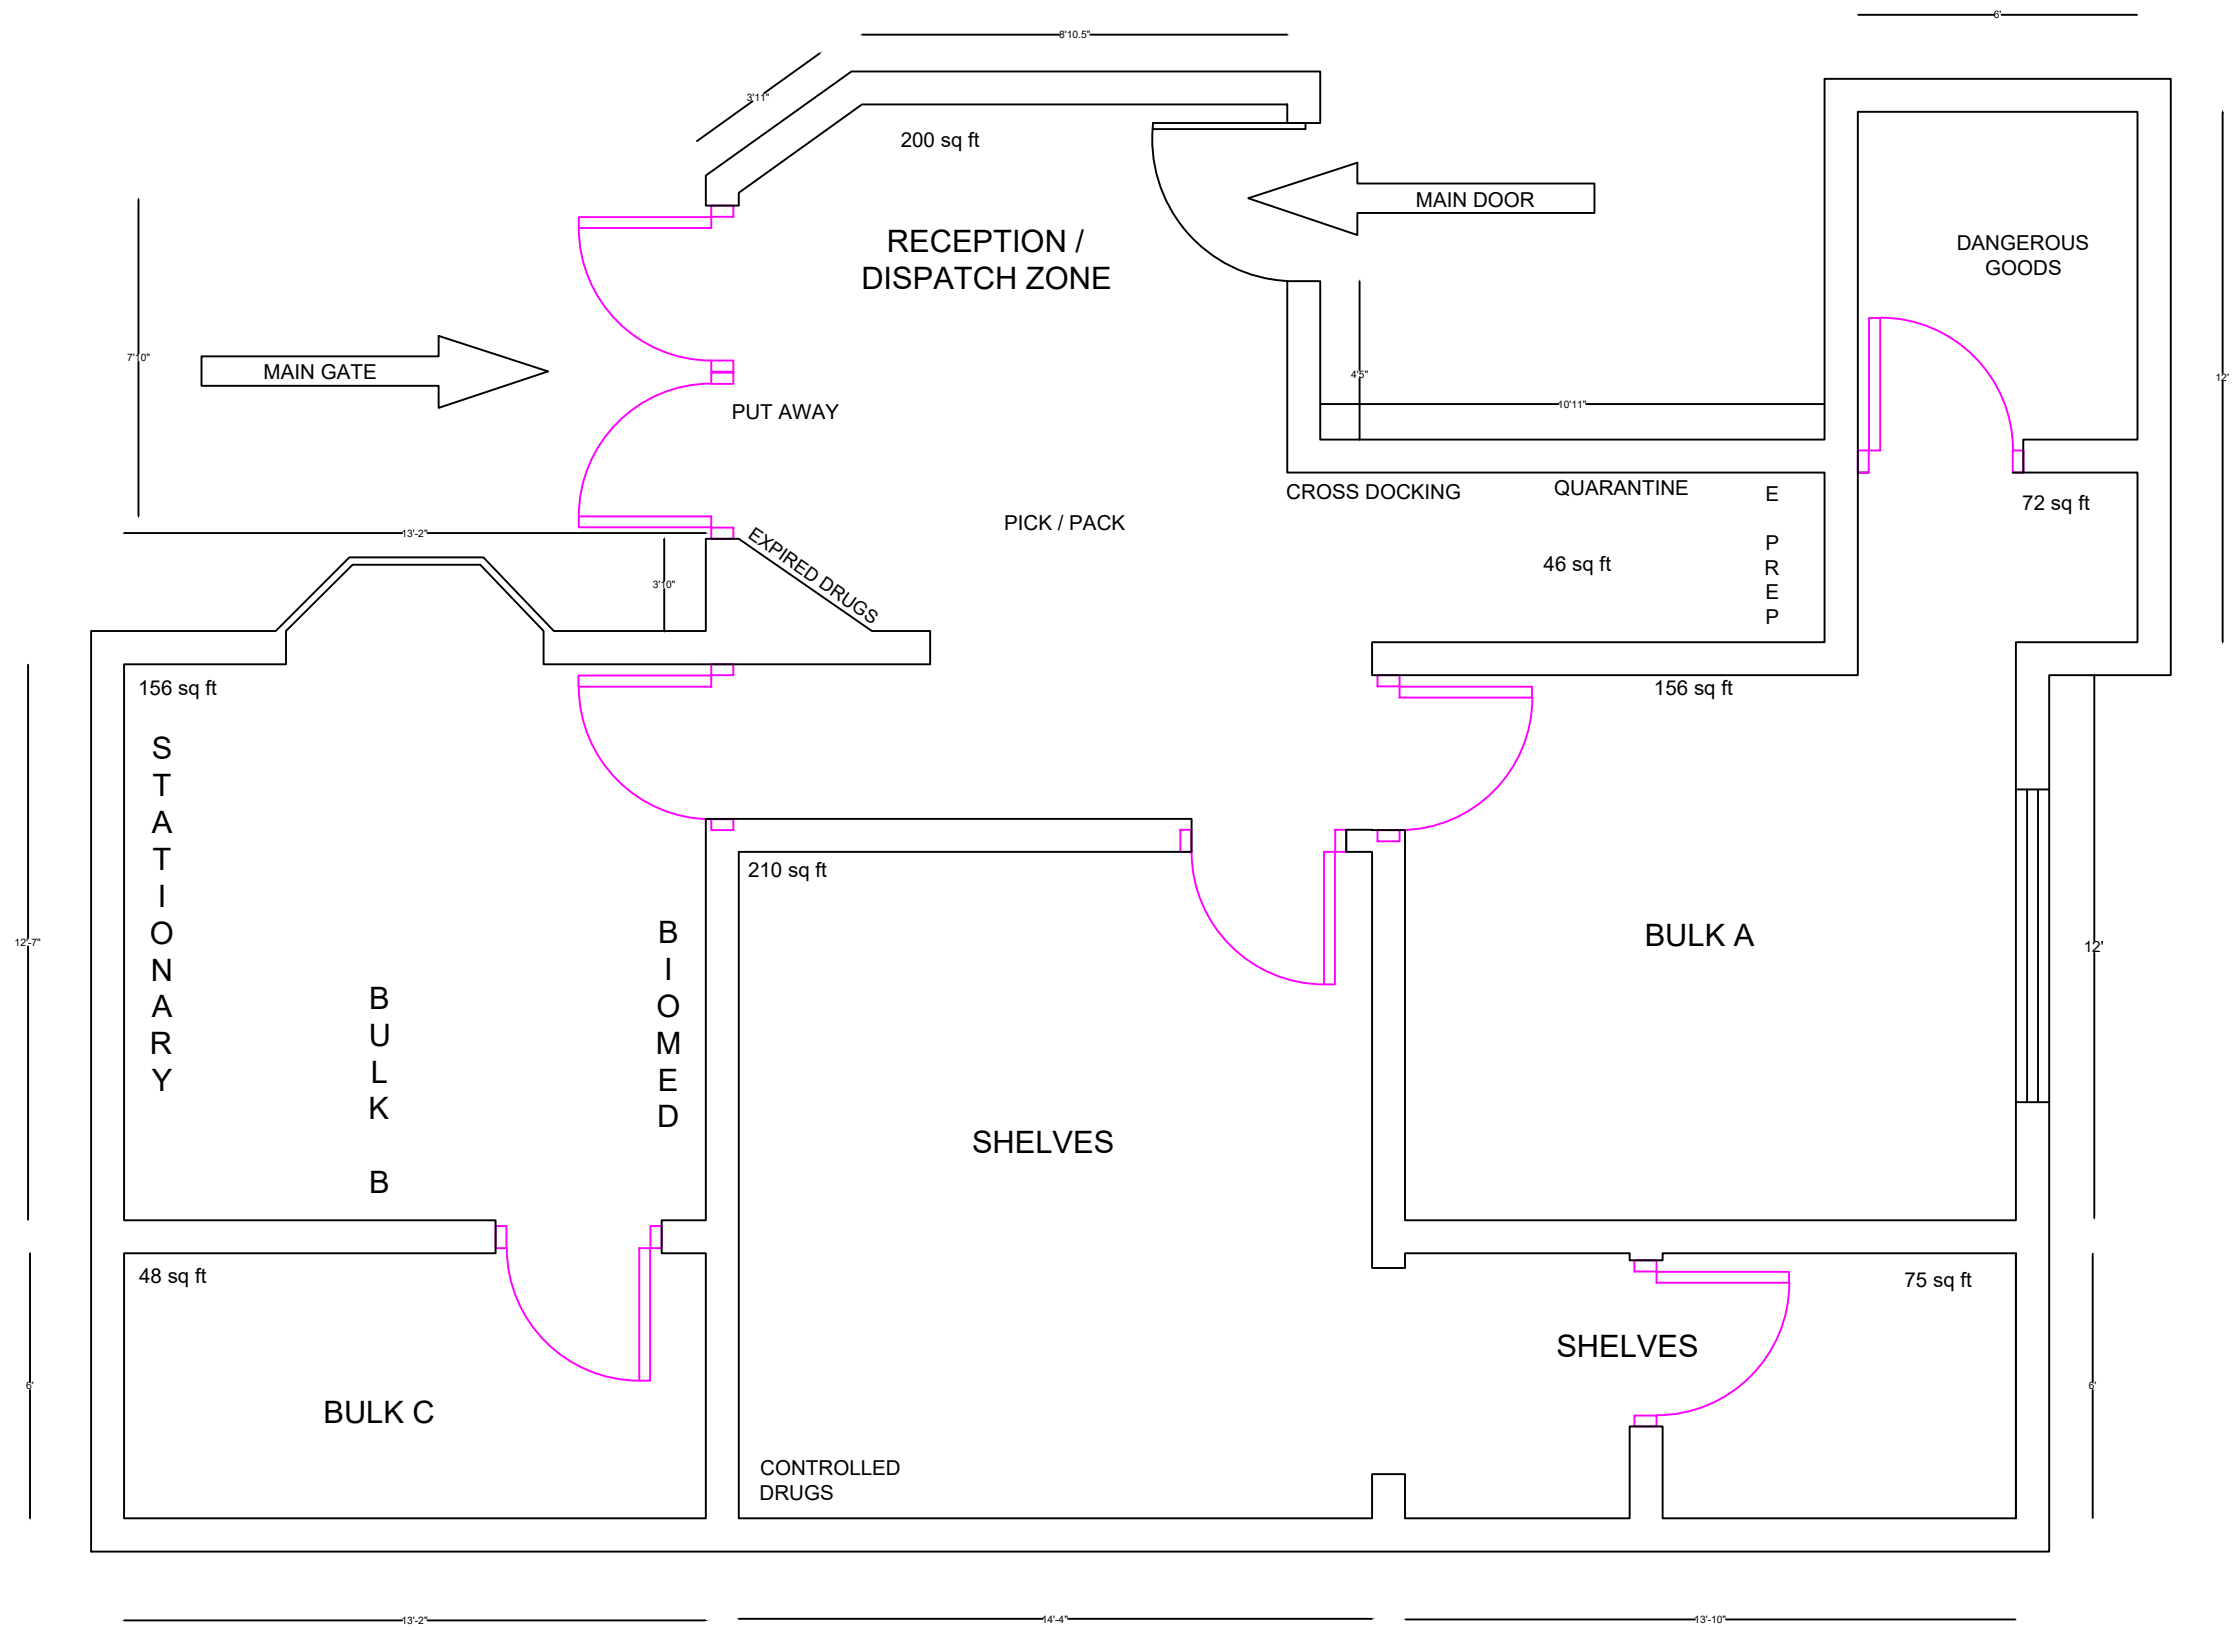 6'
8'10.5"
3'11"
200 sq ft
MAIN DOOR
RECEPTION /
DISPATCH ZONE
DANGEROUS
GOODS
7'10"
MAIN GATE
4'5"
12'
PUT AWAY
10'11"
CROSS DOCKING
QUARANTINE
E PREP
72 sq ft
PICK / PACK
13'-2"
EXPIRED DRUGS
46 sq ft
3'10"
156 sq ft
156 sq ft
STATIONARY
210 sq ft
BIOMED
BULK A
12'-7"
12'
BULK B
SHELVES
48 sq ft
75 sq ft
SHELVES
6'
6'
BULK C
CONTROLLED
DRUGS
13'-2"
14'-4"
13'-10"